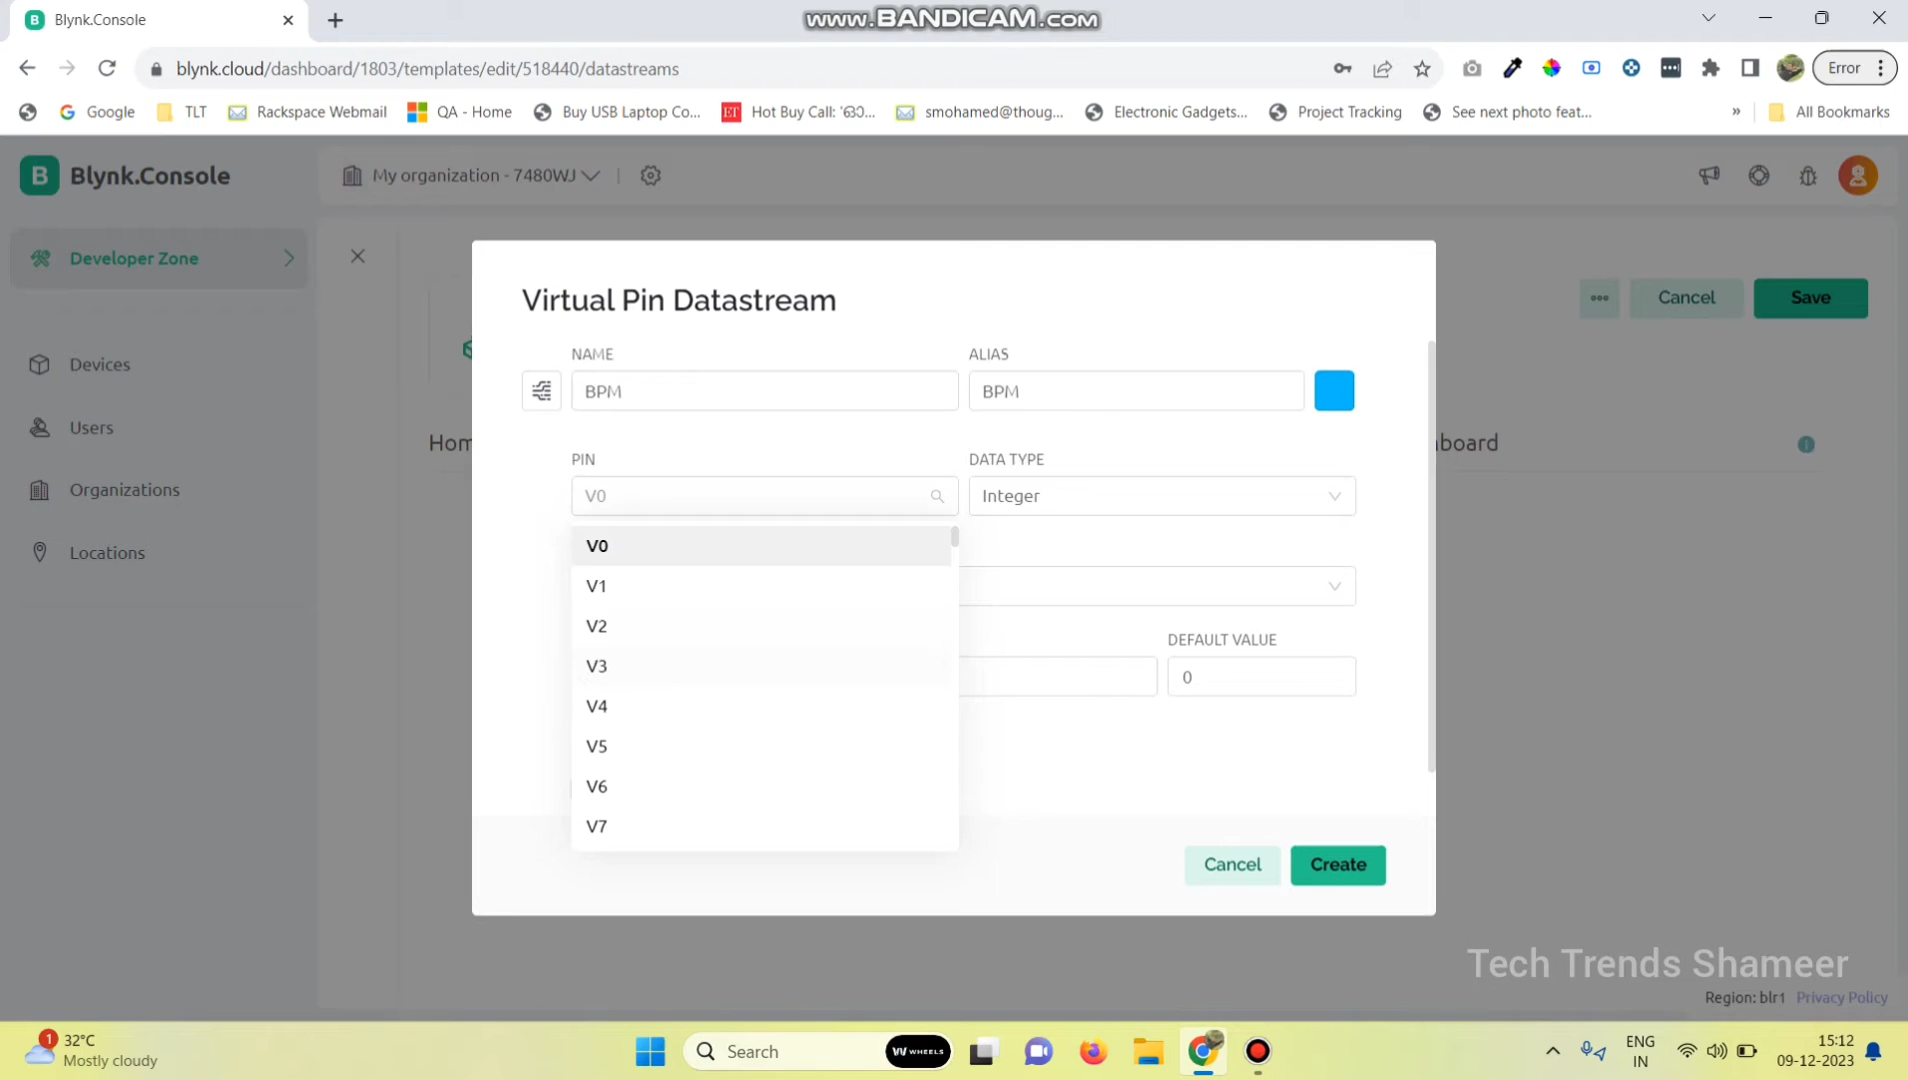 Blynk.Console
www.BANDICAM.com
blynk.cloud/dashboard/1803/templates/edit/518440/datastreams
Error
Google
TLT
Rackspace Webmail
QA - Home
Buy USB Laptop Co...
ET
Hot Buy Call: 'ഓ...
smohamed@thoug...
Electronic Gadgets...
Project Tracking
See next photo feat...
»
All Bookmarks
B
Blynk.Console
My organization - 7480WJ
Developer Zone
Devices
Users
Organizations
Locations
Cancel
Save
Hom
board
Virtual Pin Datastream
NAME
ALIAS
BPM
BPM
PIN
DATA TYPE
V0
Integer
V0
V1
V2
V3
V4
V5
V6
V7
DEFAULT VALUE
0
Cancel
Create
Tech Trends Shameer
Region: blr1 Privacy Policy
1
32°C
Mostly cloudy
Search
WHEELS
ENG
IN
15:12
09-12-2023